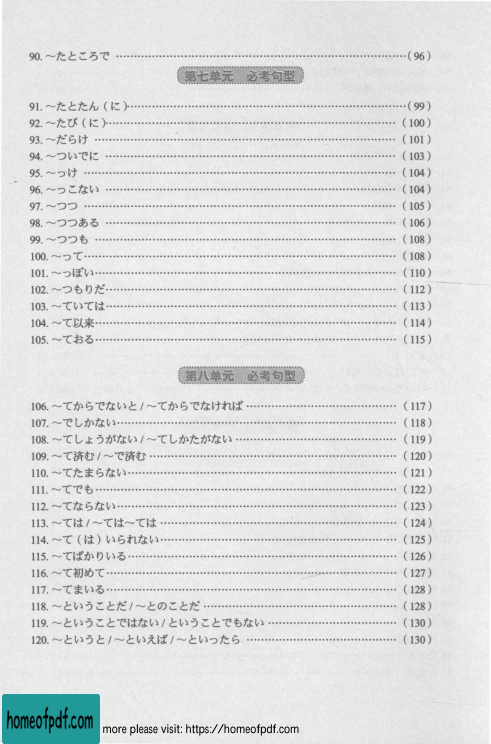 90. ～たところで ……（96）
第七单元　必考句型
91. ～たとたん（に）……（99）
92. ～たび（に）……（100）
93. ～だらけ ……（101）
94. ～ついでに ……（103）
95. ～っけ ……（104）
96. ～っこない ……（104）
97. ～つつ ……（105）
98. ～つつある ……（106）
99. ～つつも ……（108）
100. ～って……（108）
101. ～っぽい……（110）
102. ～つもりだ……（112）
103. ～ていては……（113）
104. ～て以来……（114）
105. ～ておる……（115）
第八单元　必考句型
106. ～てからでないと / ～てからでなければ ……（117）
107. ～でしかない……（118）
108. ～てしょうがない / ～てしかたがない ……（119）
109. ～て済む / ～で済む ……（120）
110. ～てたまらない……（121）
111. ～てでも……（122）
112. ～てならない……（123）
113. ～ては / ～ては～ては ……（124）
114. ～て（は）いられない……（125）
115. ～てばかりいる……（126）
116. ～て初めて……（127）
117. ～てまいる……（128）
118. ～ということだ / ～とのことだ ……（128）
119. ～ということではない / ということでもない ……（130）
120. ～というと / ～といえば / ～といったら ……（130）
homeofpdf.com more please visit: https://homeofpdf.com